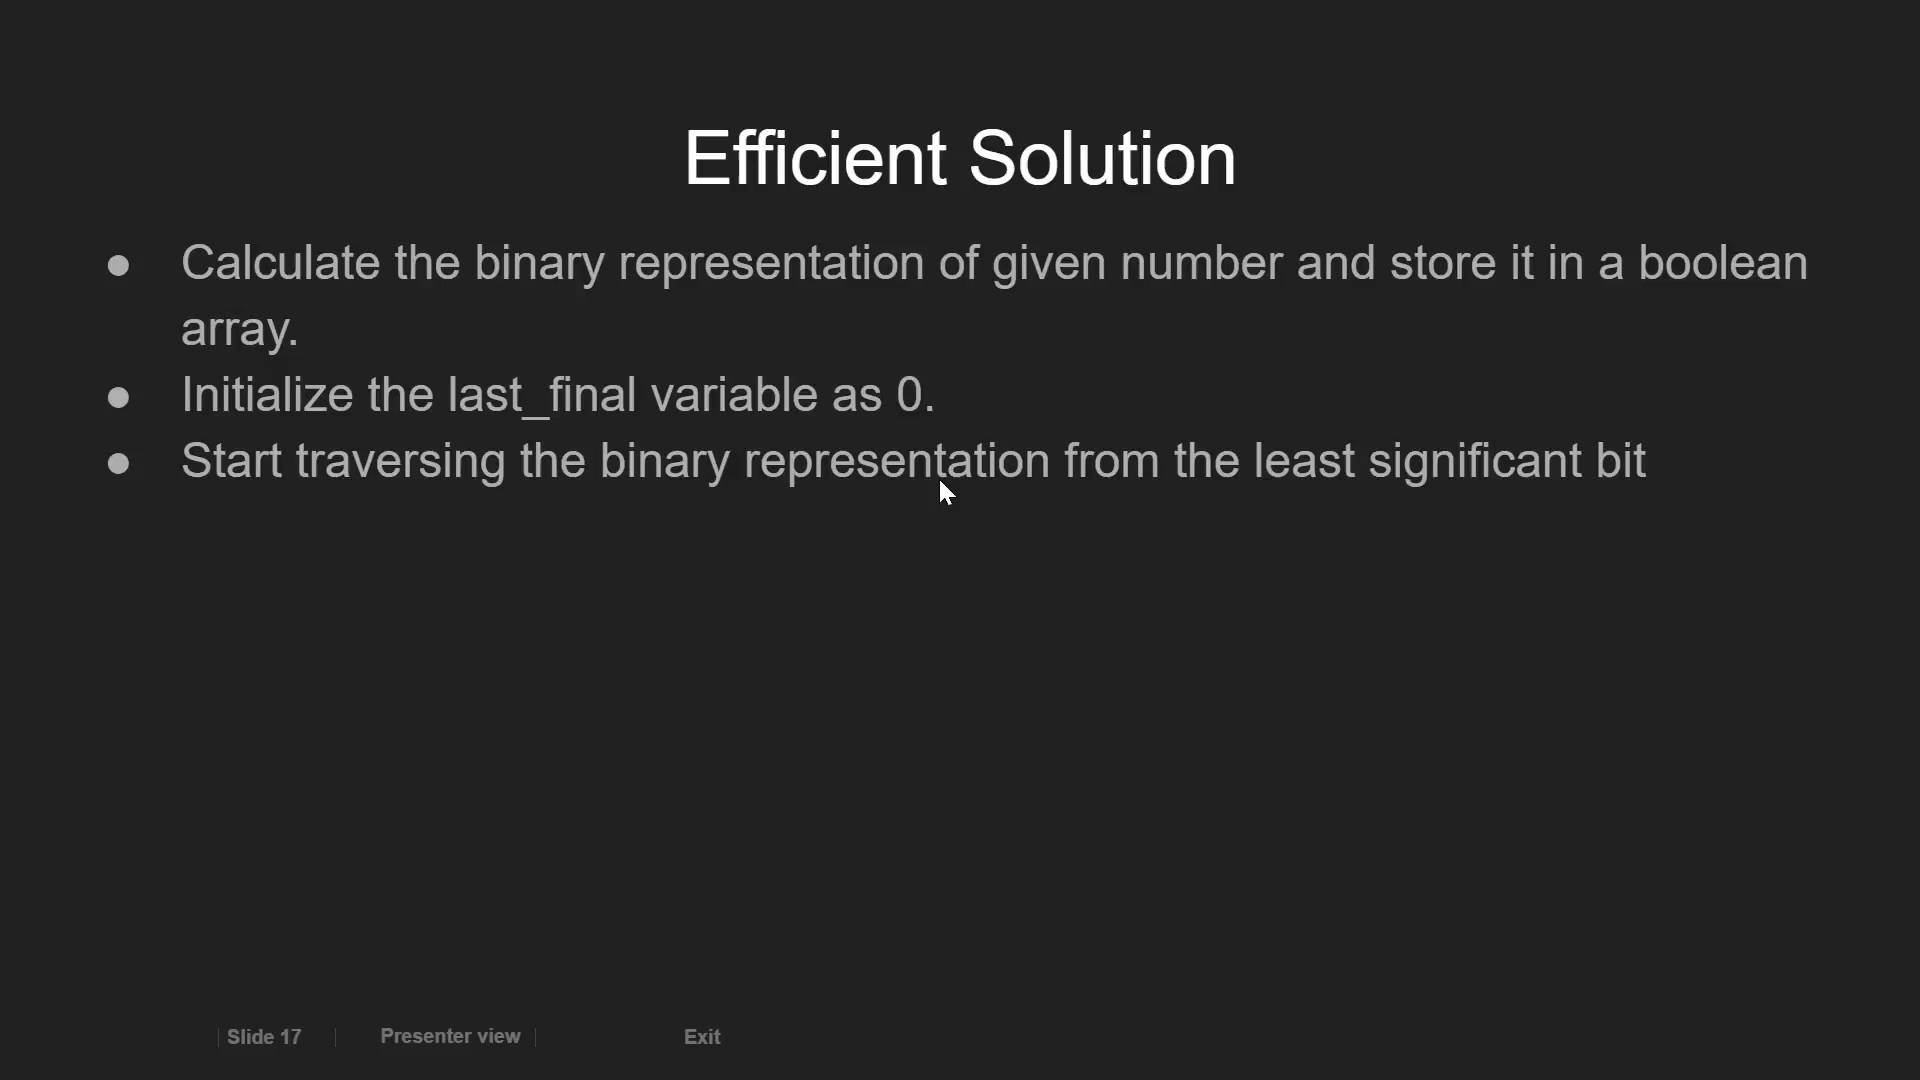 Efficient Solution
● Calculate the binary representation of given number and store it in a boolean
array.
● Initialize the last_final variable as 0.
● Start traversing the binary representation from the least significant bit
Slide 17 Presenter view Exit